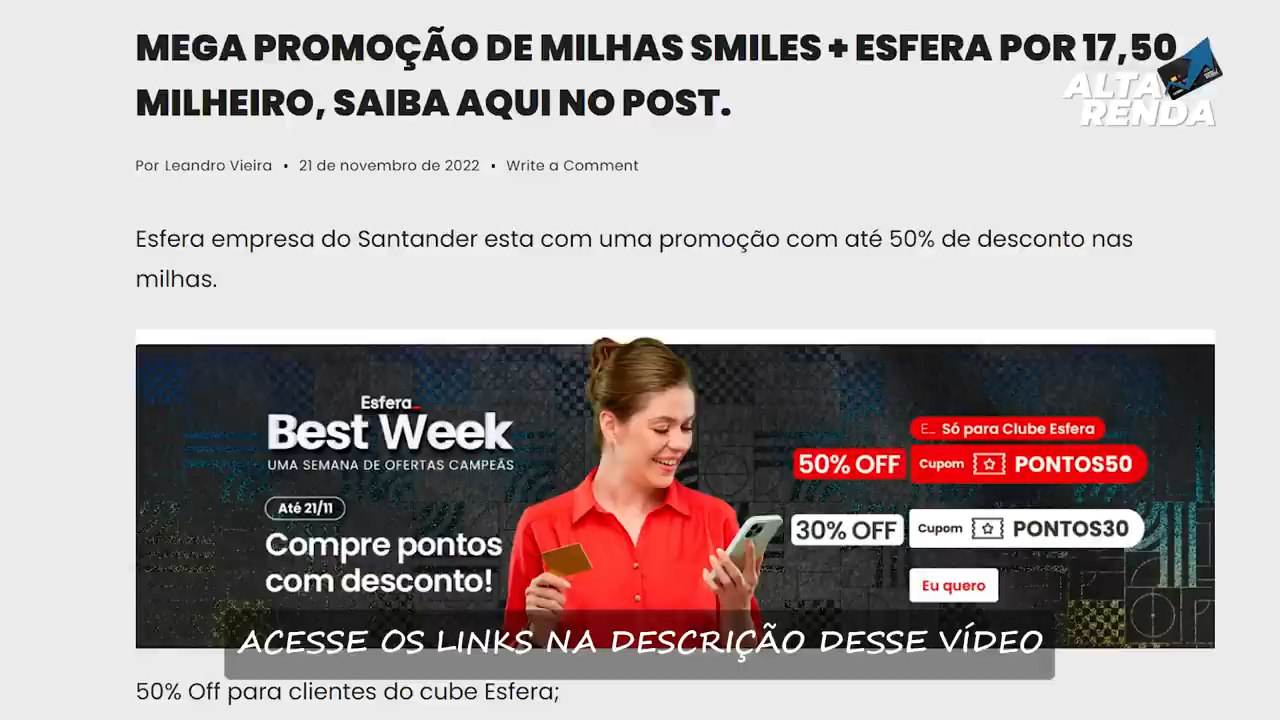 MEGA PROMOÇÃO DE MILHAS SMILES + ESFERA POR 17,50
MILHEIRO, SAIBA AQUI NO POST.
ALTA
RENDA
Por Leandro Vieira • 21 de novembro de 2022 • Write a Comment
Esfera empresa do Santander esta com uma promoção com até 50% de desconto nas
milhas.
Esfera_
Best Week
UMA SEMANA DE OFERTAS CAMPEÃS
Até 21/11
Compre pontos
com desconto!
E_ Só para Clube Esfera
50% OFF Cupom PONTOS50
30% OFF Cupom PONTOS30
Eu quero
ACESSE OS LINKS NA DESCRIÇÃO DESSE VÍDEO
50% Off para clientes do cube Esfera;